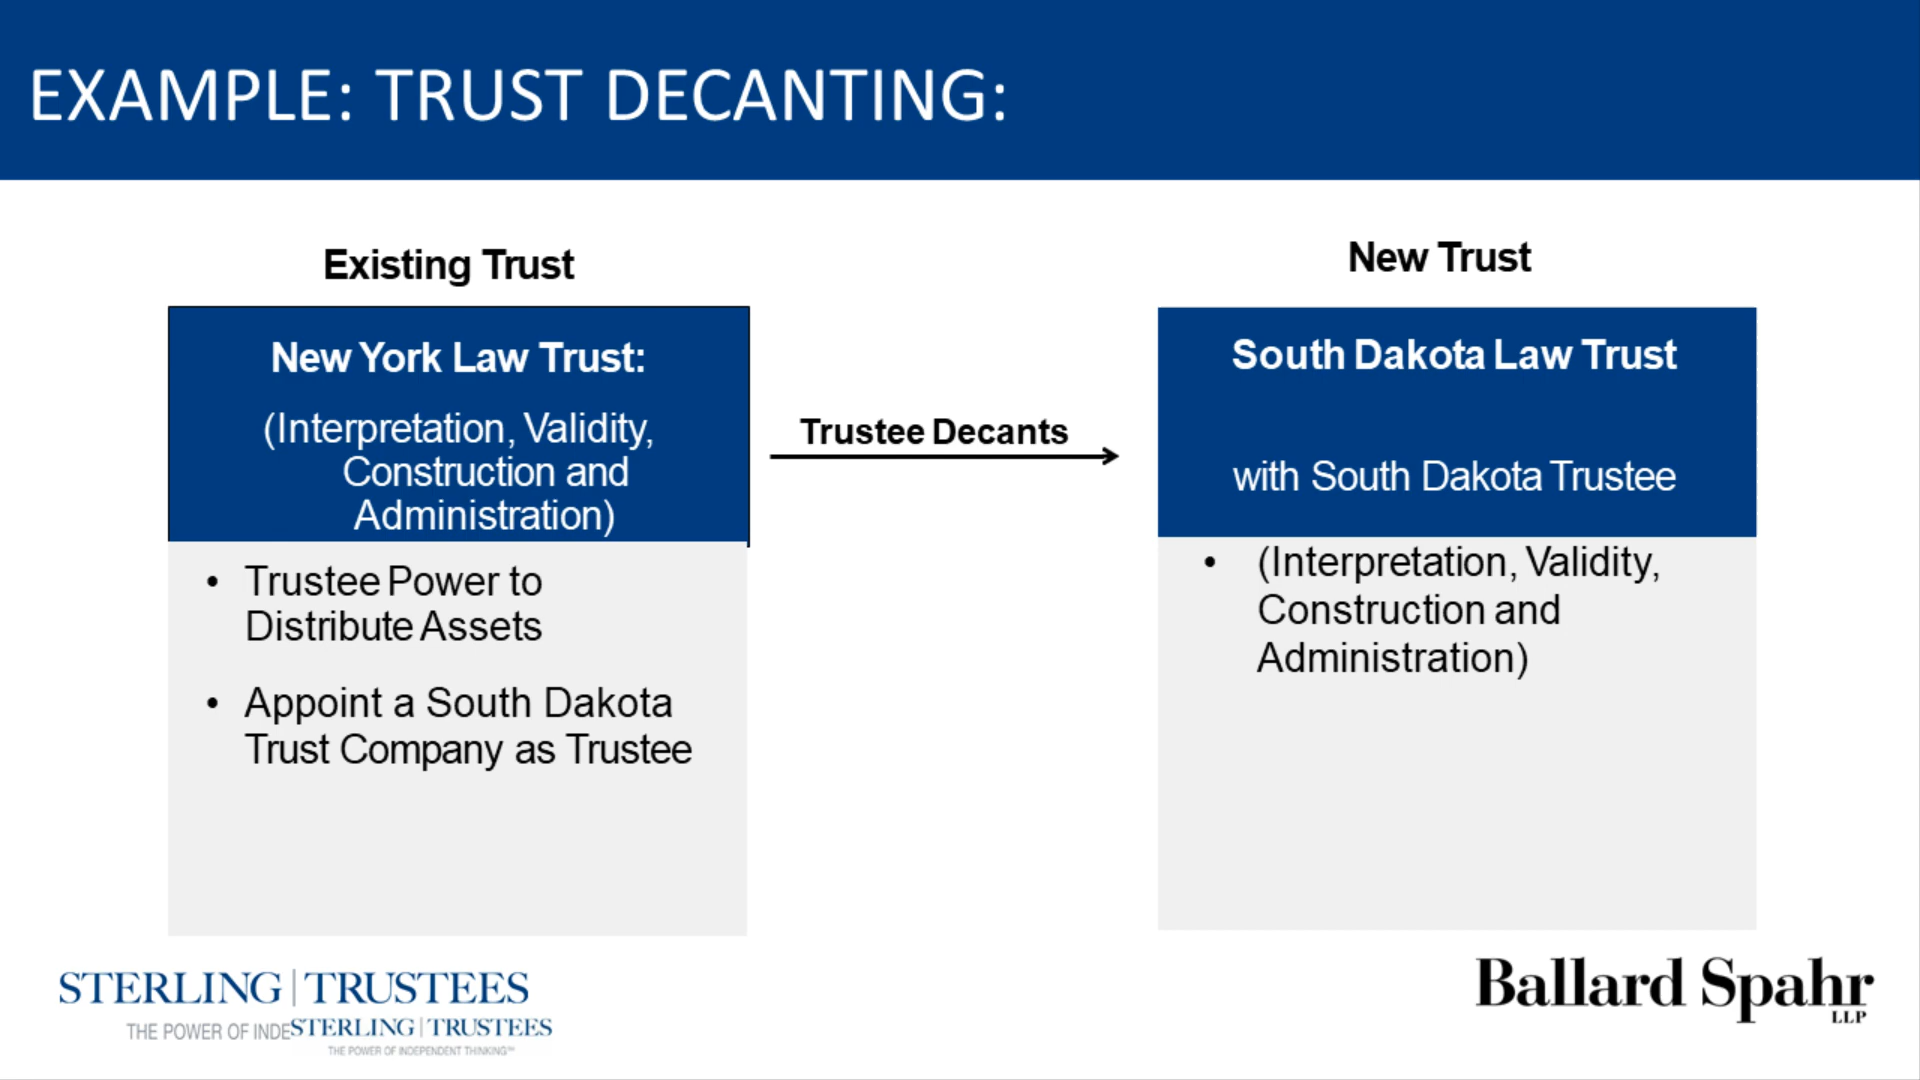 EXAMPLE: TRUST DECANTING:
Existing Trust
New York Law Trust:
(Interpretation, Validity,
Construction and
Administration)
• Trustee Power to
Distribute Assets
• Appoint a South Dakota
Trust Company as Trustee
Trustee Decants
New Trust
South Dakota Law Trust
with South Dakota Trustee
• (Interpretation, Validity,
Construction and
Administration)
STERLING | TRUSTEES
THE POWER OF INDE
STERLING | TRUSTEES
THE POWER OF INDEPENDENT THINKING™
Ballard Spahr
LLP